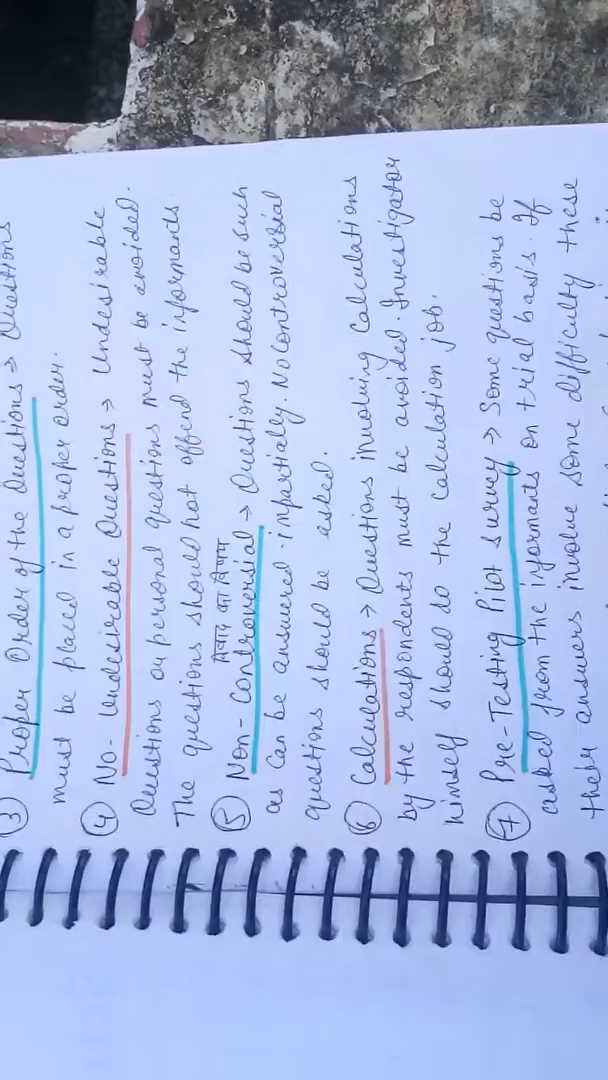 ③ Proper Order of the Questions → Questions
must be placed in a proper order.
④ No- Undesirable Questions → Undesirable
Questions or personal questions must be avoided.
The questions should not offend the informants.
विवाद का विषय
⑤ Non-Controversial → Questions should be such
as can be answered impartially. No controversial
questions should be asked.
⑥ Calculations → Questions involving calculations
by the respondents must be avoided. Investigator
himself should do the calculation job.
⑦ Pre-Testing Pilot Survey → Some questions be
asked from the informants on trial basis. If
their answers involve some difficulty these